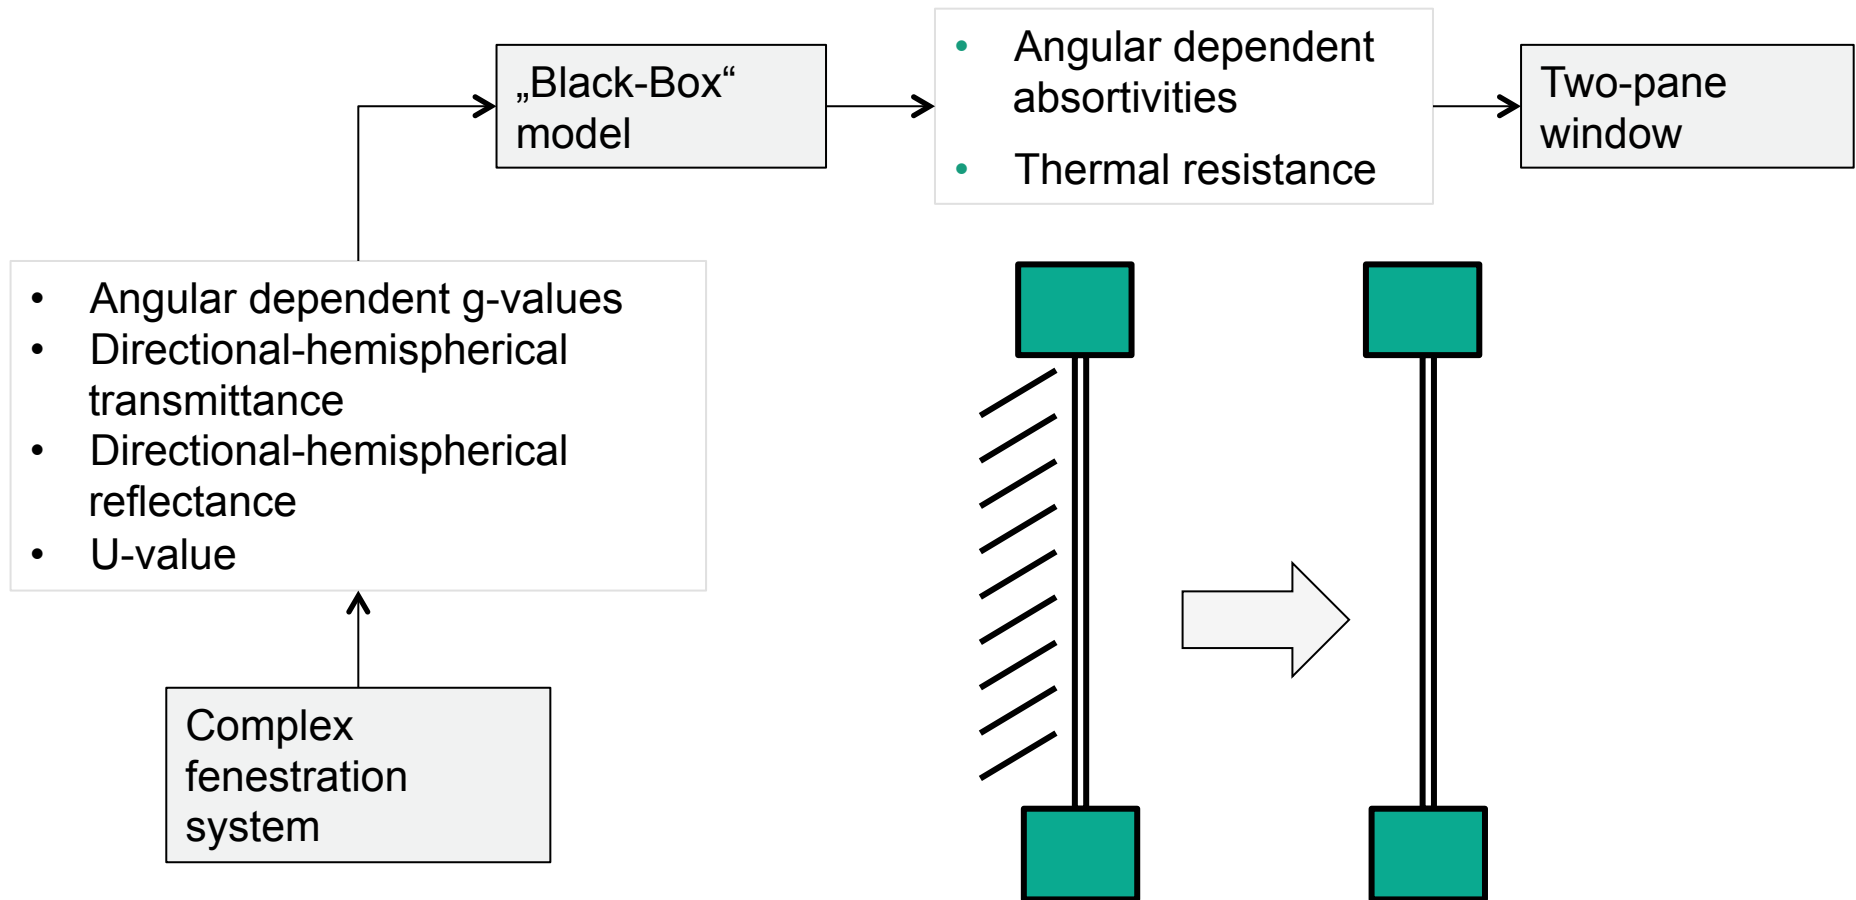 „Black-Box“
model
• Angular dependent
absortivities
• Thermal resistance
Two-pane
window
• Angular dependent g-values
• Directional-hemispherical
transmittance
• Directional-hemispherical
reflectance
• U-value
Complex
fenestration
system